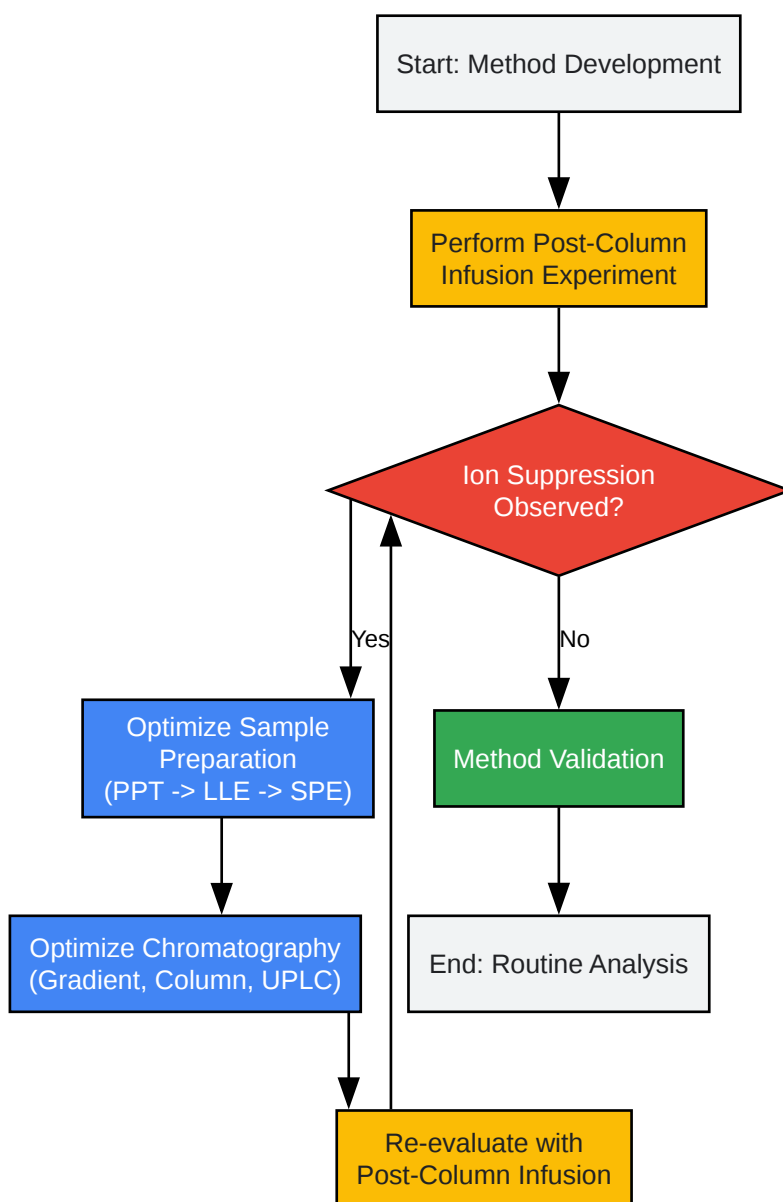 Start: Method Development
Perform Post-Column
Infusion Experiment
Ion Suppression
Observed?
Yes
No
Optimize Sample
Preparation
(PPT -> LLE -> SPE)
Method Validation
Optimize Chromatography
(Gradient, Column, UPLC)
End: Routine Analysis
Re-evaluate with
Post-Column Infusion